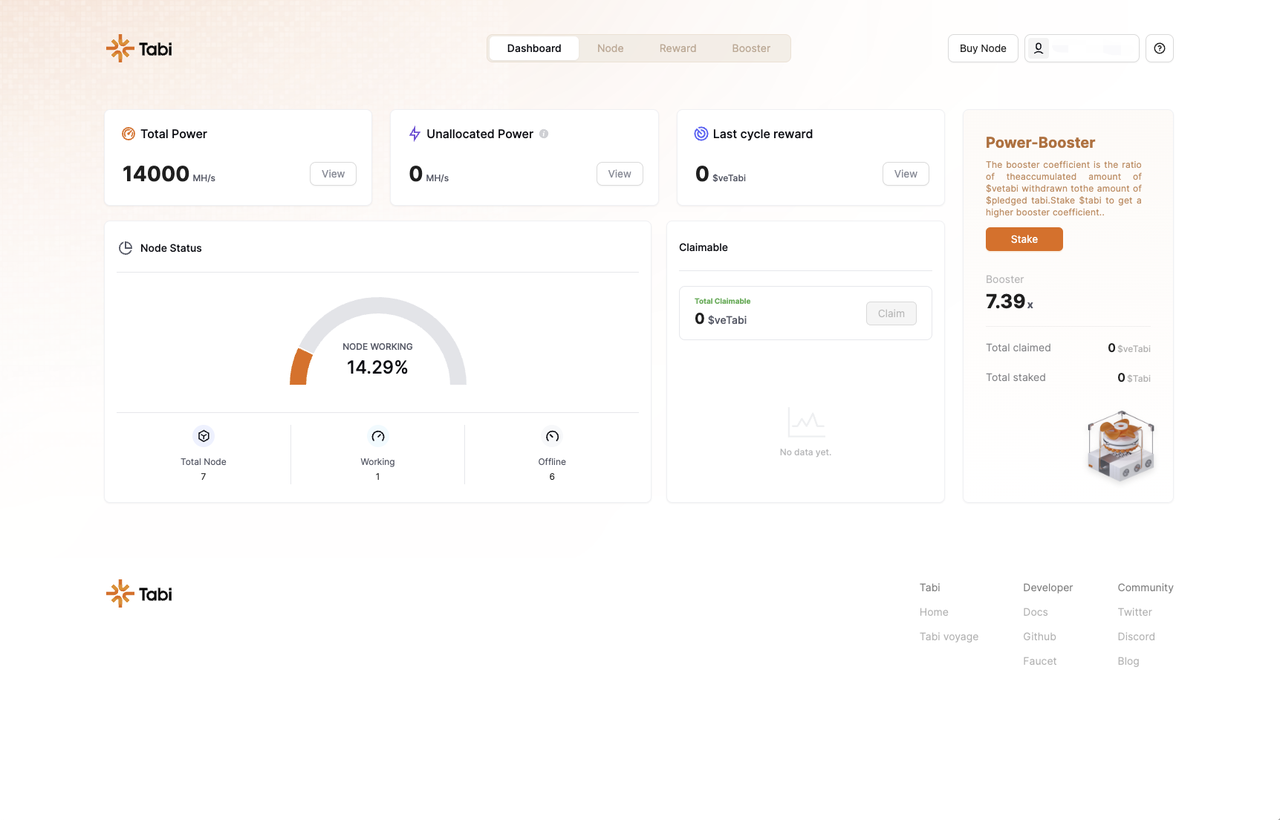 Tabi
Dashboard
Node
Reward
Booster
Buy Node
Total Power
14000 MH/s
View
Unallocated Power
0 MH/s
View
Last cycle reward
0 $veTabi
View
Power-Booster
The booster coefficient is the ratio
of theaccumulated amount of
$vetabi withdrawn tothe amount of
$pledged tabi.Stake $tabi to get a
higher booster coefficient..
Stake
Booster
7.39x
Total claimed 0 $veTabi
Total staked 0 $Tabi
Node Status
NODE WORKING
14.29%
Total Node
7
Working
1
Offline
6
Claimable
Total Claimable
0 $veTabi
Claim
No data yet.
Tabi
Tabi
Home
Tabi voyage
Developer
Docs
Github
Faucet
Community
Twitter
Discord
Blog